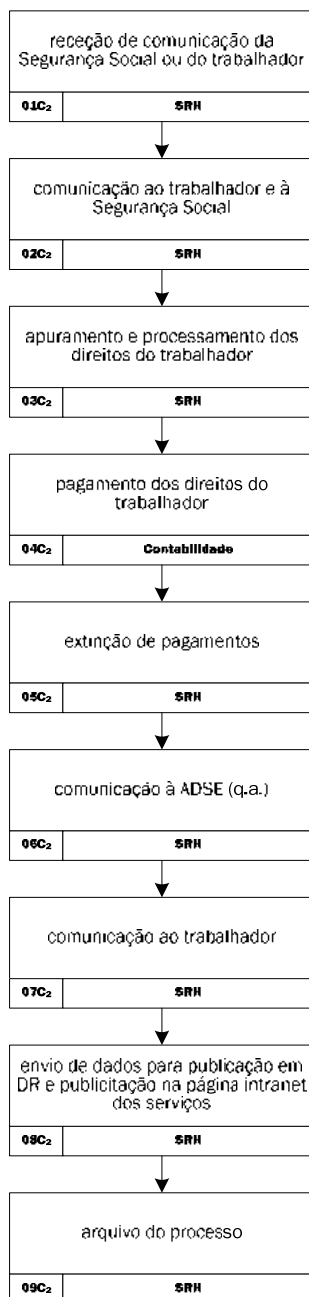 receção de comunicação da
Segurança Social ou do trabalhador
01C₂ SRH
comunicação ao trabalhador e à
Segurança Social
02C₂ SRH
apuramento e processamento dos
direitos do trabalhador
03C₂ SRH
pagamento dos direitos do
trabalhador
04C₂ Contabilidade
extinção de pagamentos
05C₂ SRH
comunicação à ADSE (q.a.)
06C₂ SRH
comunicação ao trabalhador
07C₂ SRH
envio de dados para publicação em
DR e publicitação na página intranet
dos serviços
08C₂ SRH
arquivo do processo
09C₂ SRH